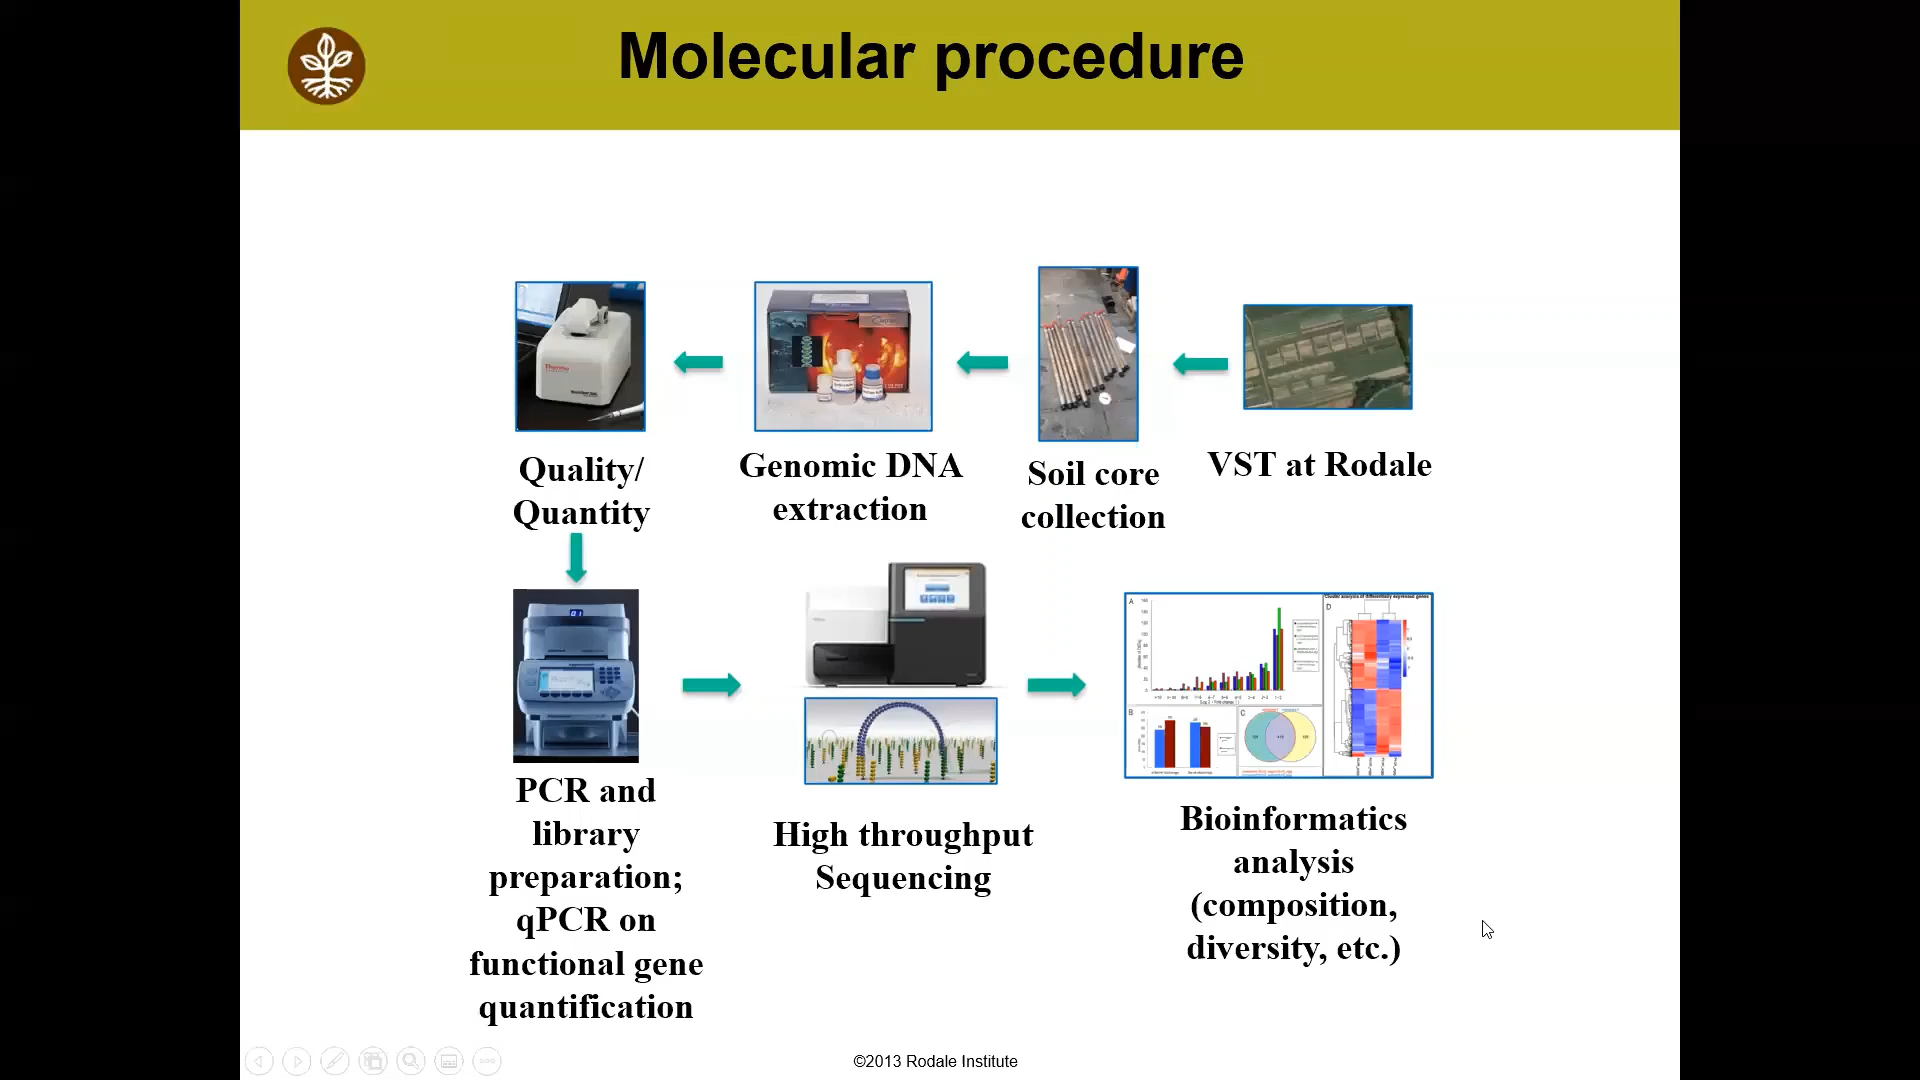 Molecular procedure
Quality/
Quantity
Genomic DNA
extraction
Soil core
collection
VST at Rodale
Thermo
PCR and
library
preparation;
qPCR on
functional gene
quantification
High throughput
Sequencing
A
B
C
D
Bioinformatics
analysis
(composition,
diversity, etc.)
©2013 Rodale Institute